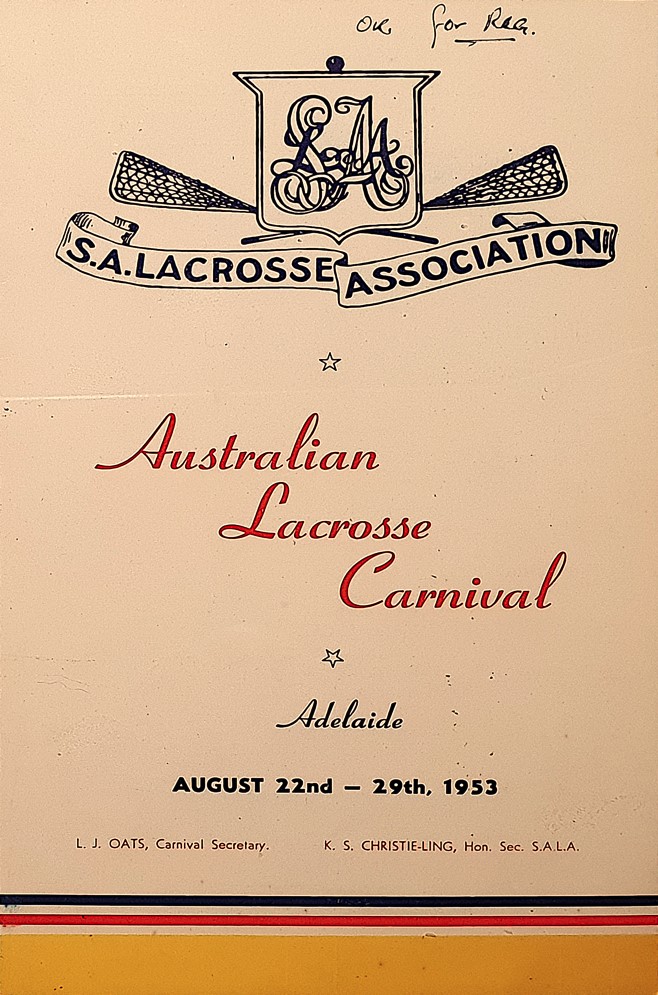 OK for Reg.
S.A. LACROSSE ASSOCIATION
Australian
Lacrosse
Carnival
Adelaide
AUGUST 22nd — 29th, 1953
L. J. OATS, Carnival Secretary. K. S. CHRISTIE-LING, Hon. Sec. S.A.L.A.